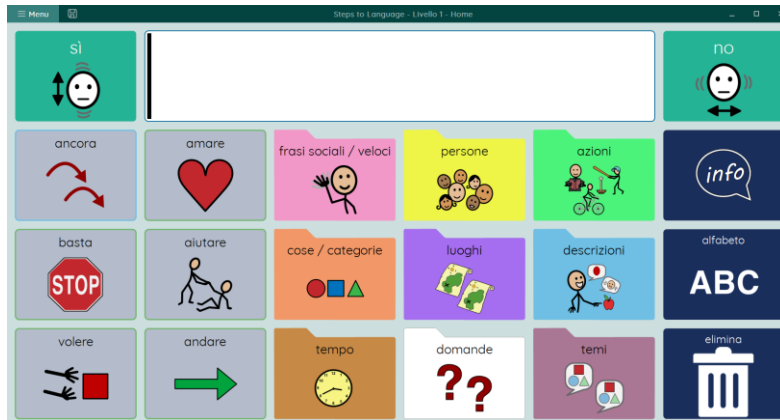 Menu
Steps to Language - Livello 1 - Home
sì
no
ancora
amare
frasi sociali / veloci
persone
azioni
info
basta
STOP
aiutare
cose / categorie
luoghi
descrizioni
alfabeto
ABC
volere
andare
tempo
domande
??
temi
elimina